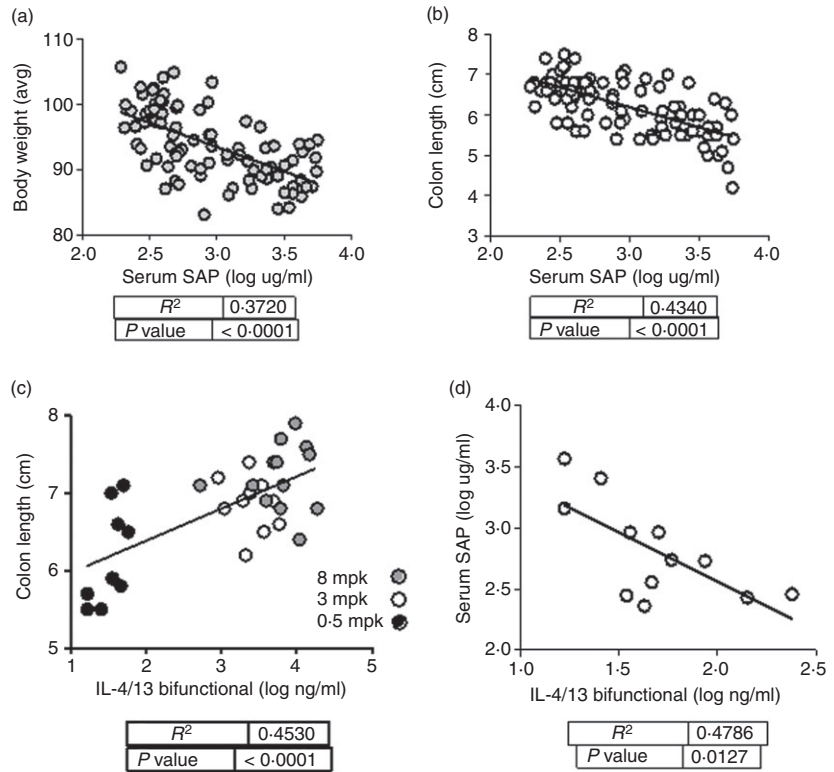 (a)
Body weight (avg)
110
100
90
80
2·0 2·5 3·0 3·5 4·0
Serum SAP (log ug/ml)
R² 0·3720
P value < 0·0001
(b)
Colon length (cm)
8
7
6
5
4
3
2·0 2·5 3·0 3·5 4·0
Serum SAP (log ug/ml)
R² 0·4340
P value < 0·0001
(c)
Colon length (cm)
8
7
6
5
1 2 3 4 5
8 mpk
3 mpk
0·5 mpk
IL-4/13 bifunctional (log ng/ml)
R² 0·4530
P value < 0·0001
(d)
Serum SAP (log ug/ml)
4·0
3·5
3·0
2·5
2·0
1·0 1·5 2·0 2·5
IL-4/13 bifunctional (log ng/ml)
R² 0·4786
P value 0·0127